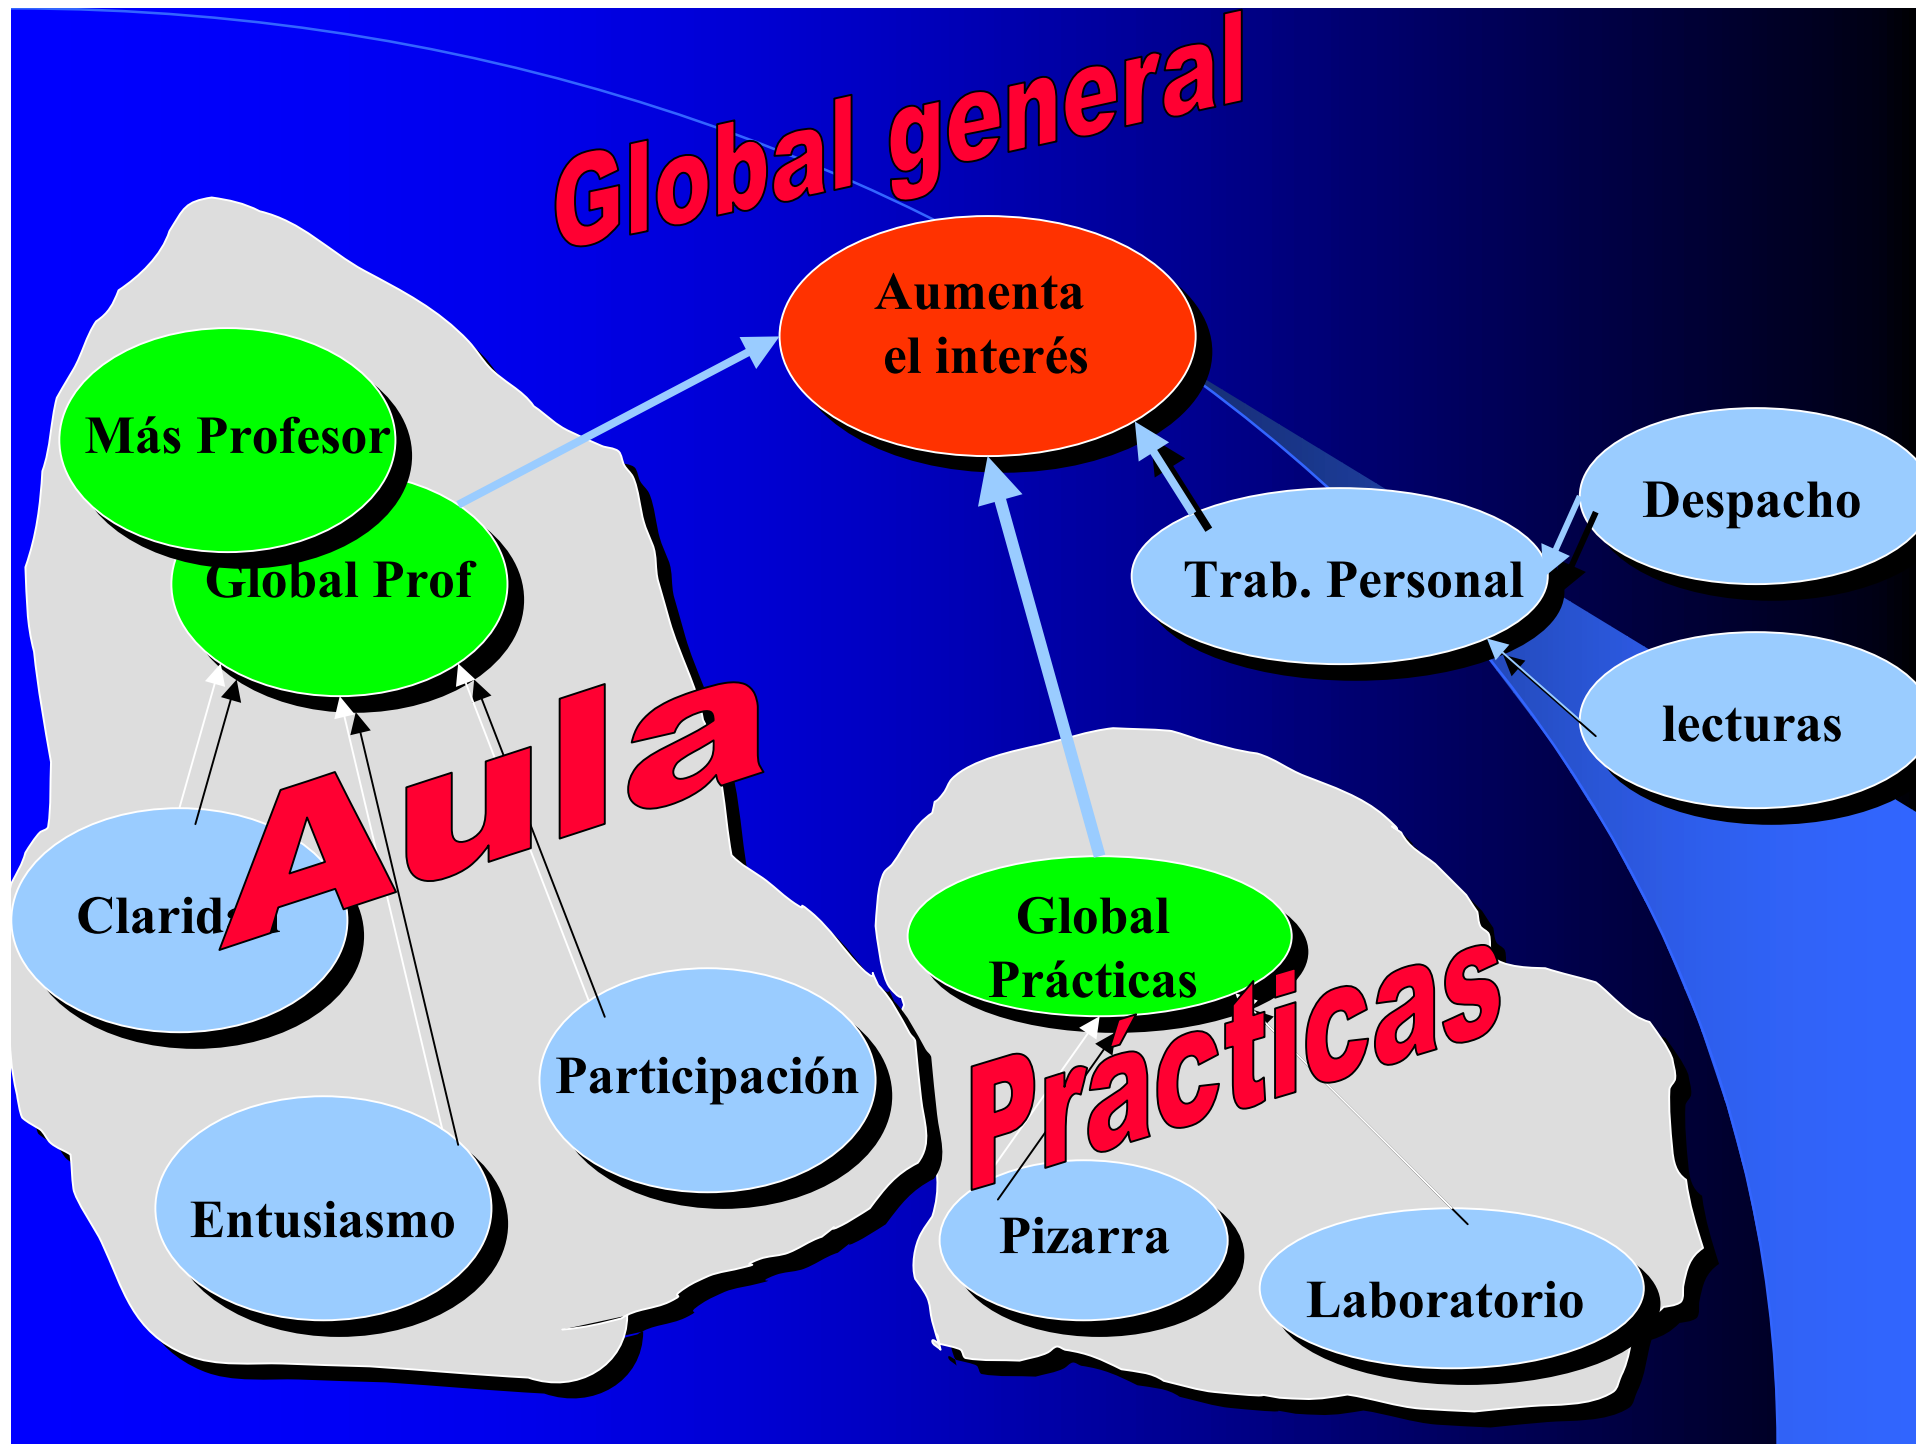 Global general
Aumenta
el interés
Más Profesor
Global Prof
Despacho
Trab. Personal
lecturas
Aula
Claridad
Participación
Entusiasmo
Global
Prácticas
Prácticas
Pizarra
Laboratorio